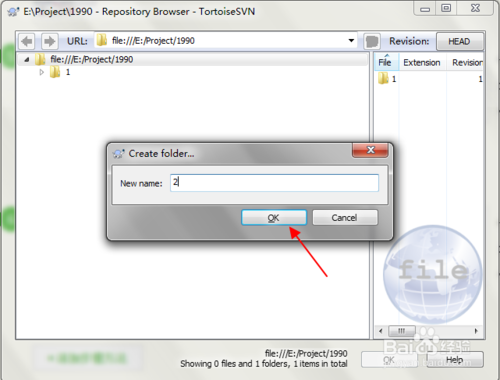 E:\Project\1990 - Repository Browser - TortoiseSVN
URL: file:///E:/Project/1990 Revision: HEAD
file:///E:/Project/1990
1
File Extension Revision
1 1
Create folder...
New name: 2
OK Cancel
file
file:///E:/Project/1990
Showing 0 files and 1 folders, 1 items in total
OK Help
Baidu 经验